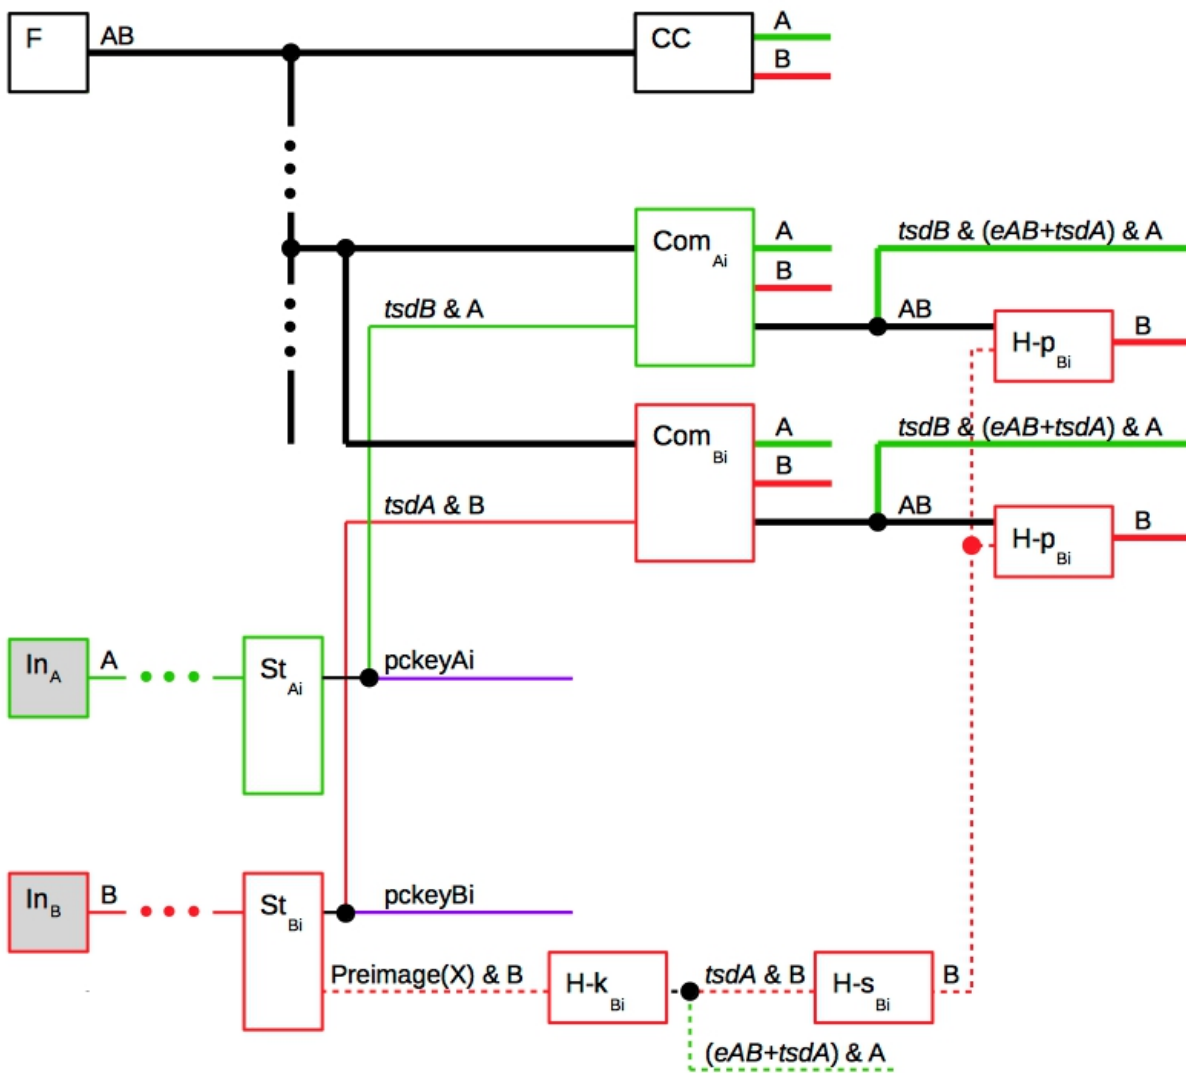 F AB CC A
B
Com Ai A
B
tsdB & (eAB+tsdA) & A
tsdB & A
AB
H-p Bi B
Com Bi A
B
tsdB & (eAB+tsdA) & A
tsdA & B
AB
H-p Bi B
In A A St Ai pckeyAi
In B B St Bi pckeyBi
Preimage(X) & B H-k Bi tsdA & B H-s Bi B
(eAB+tsdA) & A